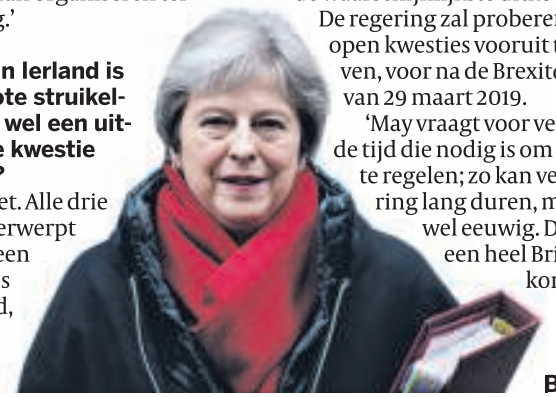 g.’
n Ierland is
ote struikel-
wel een uit-
e kwestie
?
et. Alle drie
erwerpt
een
s
d,
De regering zal proberen
open kwesties vooruit t
ven, voor na de Brexit
van 29 maart 2019.
‘May vraagt voor ve
de tijd die nodig is om
te regelen; zo kan ve
ring lang duren, m
wel eeuwig. D
een heel Bri
kor
B